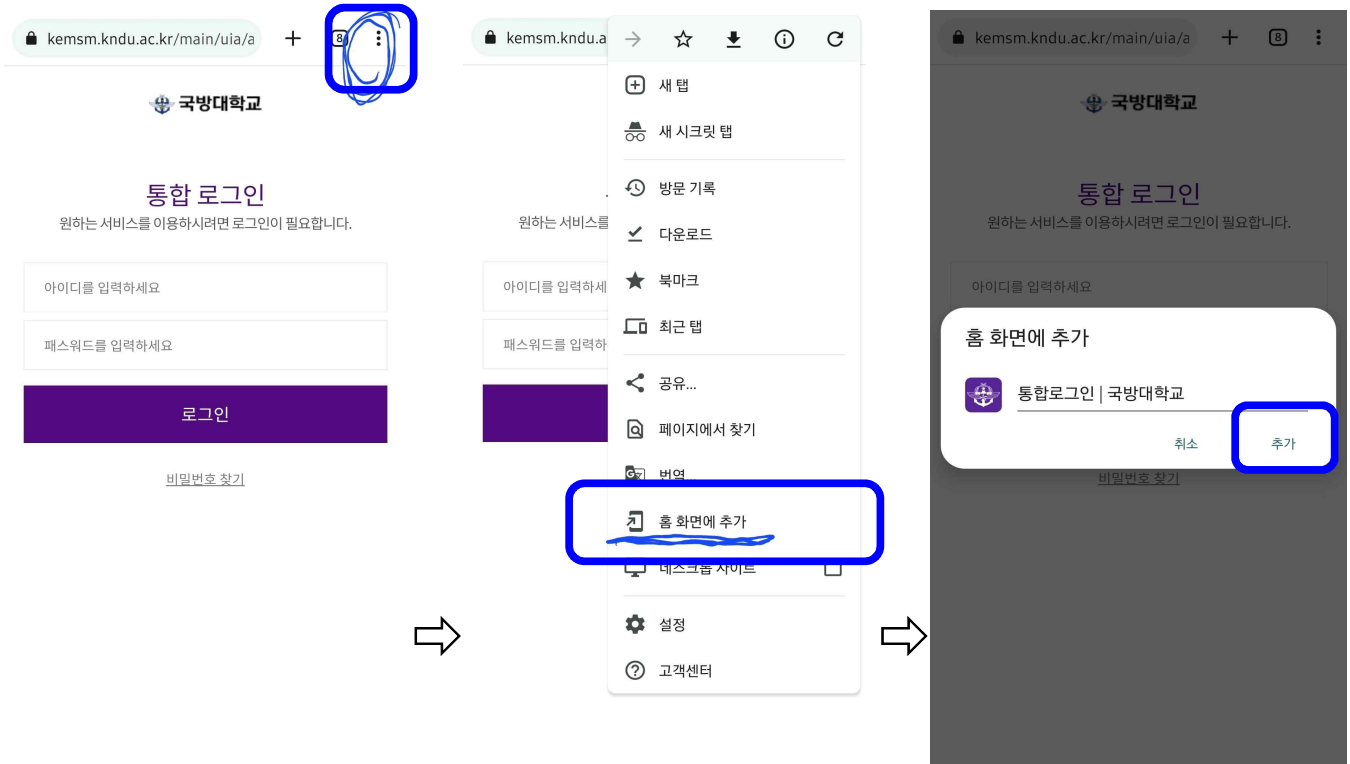 kemsm.kndu.ac.kr/main/uia/a
8
국방대학교
통합 로그인
원하는 서비스를 이용하시려면 로그인이 필요합니다.
아이디를 입력하세요
패스워드를 입력하세요
로그인
비밀번호 찾기
kemsm.kndu.a
원하는 서비스를
아이디를 입력하세
패스워드를 입력하
새 탭
새 시크릿 탭
방문 기록
다운로드
북마크
최근 탭
공유...
페이지에서 찾기
번역...
홈 화면에 추가
데스크톱 사이트
설정
고객센터
kemsm.kndu.ac.kr/main/uia/a
8
국방대학교
통합 로그인
원하는 서비스를 이용하시려면 로그인이 필요합니다.
아이디를 입력하세요
홈 화면에 추가
통합로그인 | 국방대학교
취소
추가
비밀번호 찾기